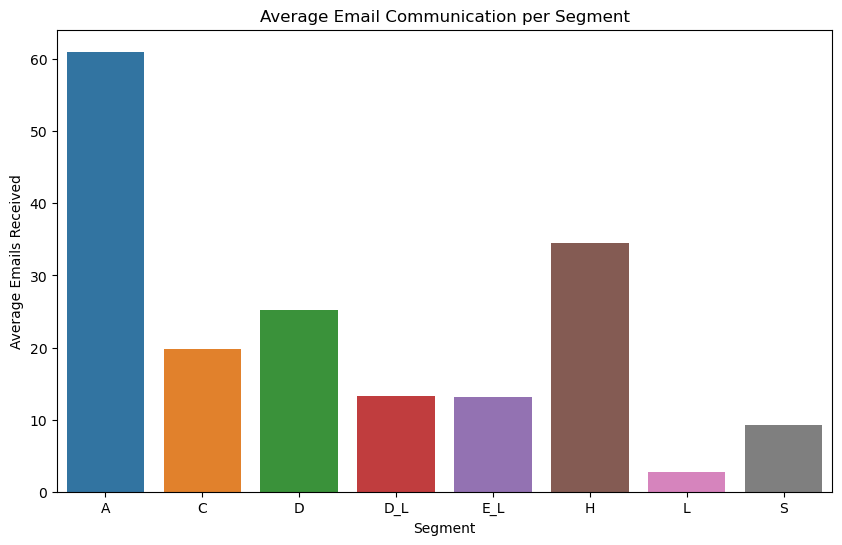 Average Email Communication per Segment
Average Emails Received
60
50
40
30
20
10
0
A C D D_L E_L H L S
Segment